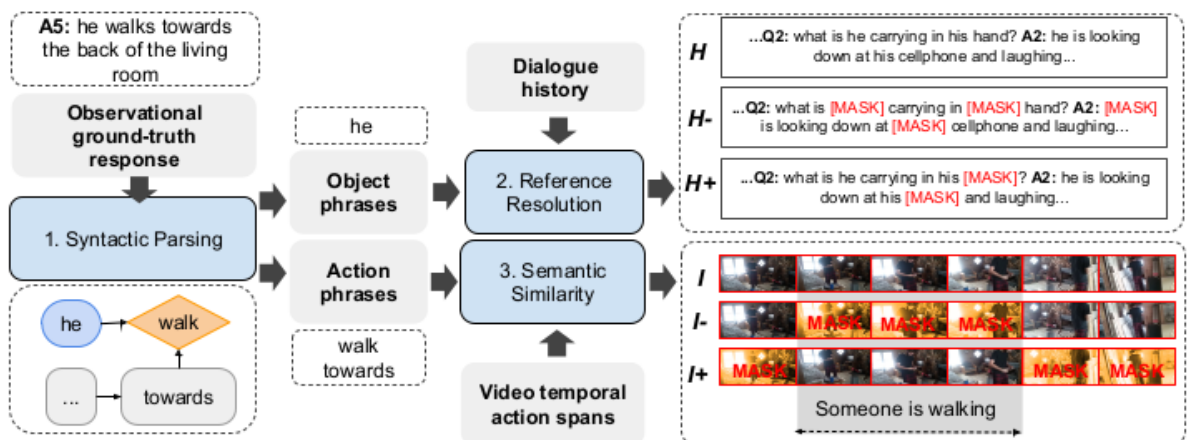 A5: he walks towards
the back of the living
room
Observational
ground-truth
response
1. Syntactic Parsing
he
walk
...
towards
he
Object
phrases
Action
phrases
walk
towards
Dialogue
history
2. Reference
Resolution
3. Semantic
Similarity
Video temporal
action spans
H
...Q2: what is he carrying in his hand? A2: he is looking
down at his cellphone and laughing...
H-
...Q2: what is [MASK] carrying in [MASK] hand? A2: [MASK]
is looking down at [MASK] cellphone and laughing...
H+
...Q2: what is he carrying in his [MASK]? A2: he is looking
down at his [MASK] and laughing...
I
I-
MASK MASK MASK
I+
MASK MASK MASK
Someone is walking